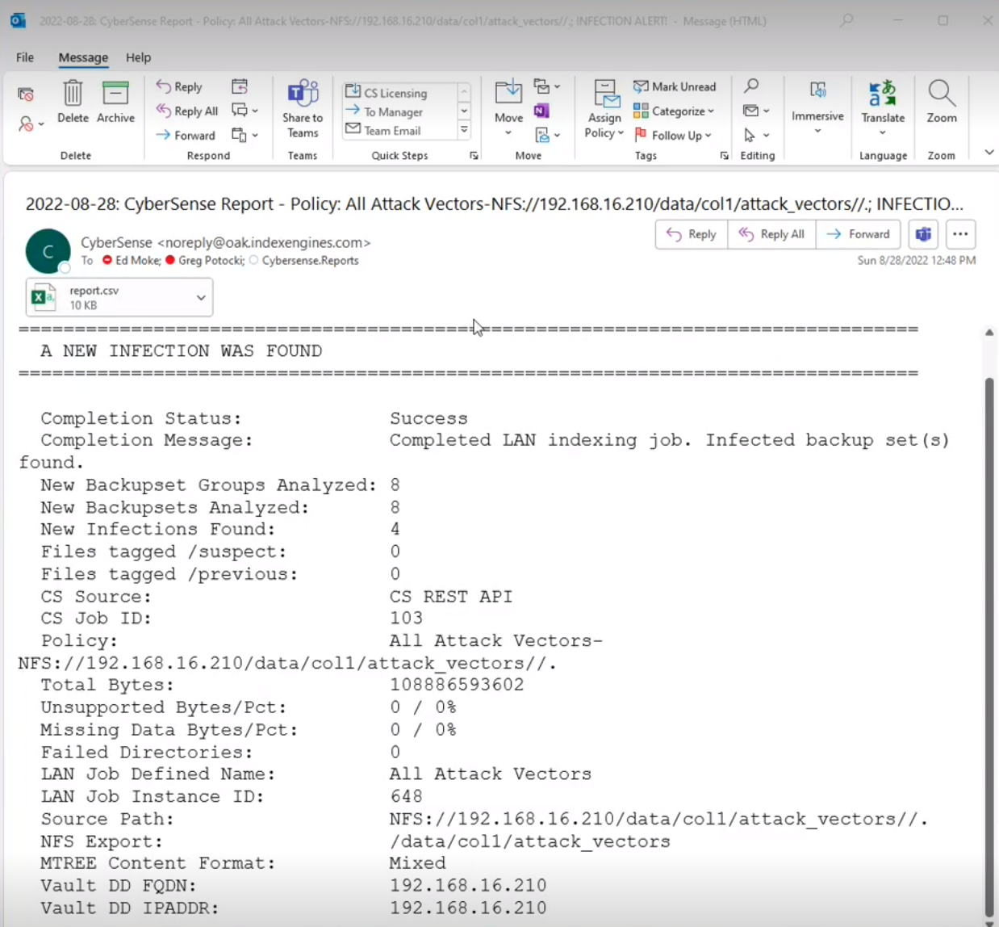 2022-08-28: CyberSense Report - Policy: All Attack Vectors-NFS://192.168.16.210/data/col1/attack_vectors//.; INFECTION ALERT! - Message (HTML)
File Message Help
Delete
Archive
Delete
Reply
Reply All
Forward
Respond
Share to
Teams
Teams
CS Licensing
To Manager
Team Email
Quick Steps
Move
Move
Assign
Policy
Mark Unread
Categorize
Follow Up
Tags
Editing
Immersive
Translate
Language
Zoom
Zoom
2022-08-28: CyberSense Report - Policy: All Attack Vectors-NFS://192.168.16.210/data/col1/attack_vectors//.; INFECTIO...
C
CyberSense <noreply@oak.indexengines.com>
To Ed Moke; Greg Potocki; Cybersense.Reports
Reply Reply All Forward
Sun 8/28/2022 12:48 PM
report.csv
10 KB
================================================================================
A NEW INFECTION WAS FOUND
================================================================================
Completion Status: Success
Completion Message: Completed LAN indexing job. Infected backup set(s)
found.
New Backupset Groups Analyzed: 8
New Backupsets Analyzed: 8
New Infections Found: 4
Files tagged /suspect: 0
Files tagged /previous: 0
CS Source: CS REST API
CS Job ID: 103
Policy: All Attack Vectors-
NFS://192.168.16.210/data/col1/attack_vectors//.
Total Bytes: 108886593602
Unsupported Bytes/Pct: 0 / 0%
Missing Data Bytes/Pct: 0 / 0%
Failed Directories: 0
LAN Job Defined Name: All Attack Vectors
LAN Job Instance ID: 648
Source Path: NFS://192.168.16.210/data/col1/attack_vectors//.
NFS Export: /data/col1/attack_vectors
MTREE Content Format: Mixed
Vault DD FQDN: 192.168.16.210
Vault DD IPADDR: 192.168.16.210